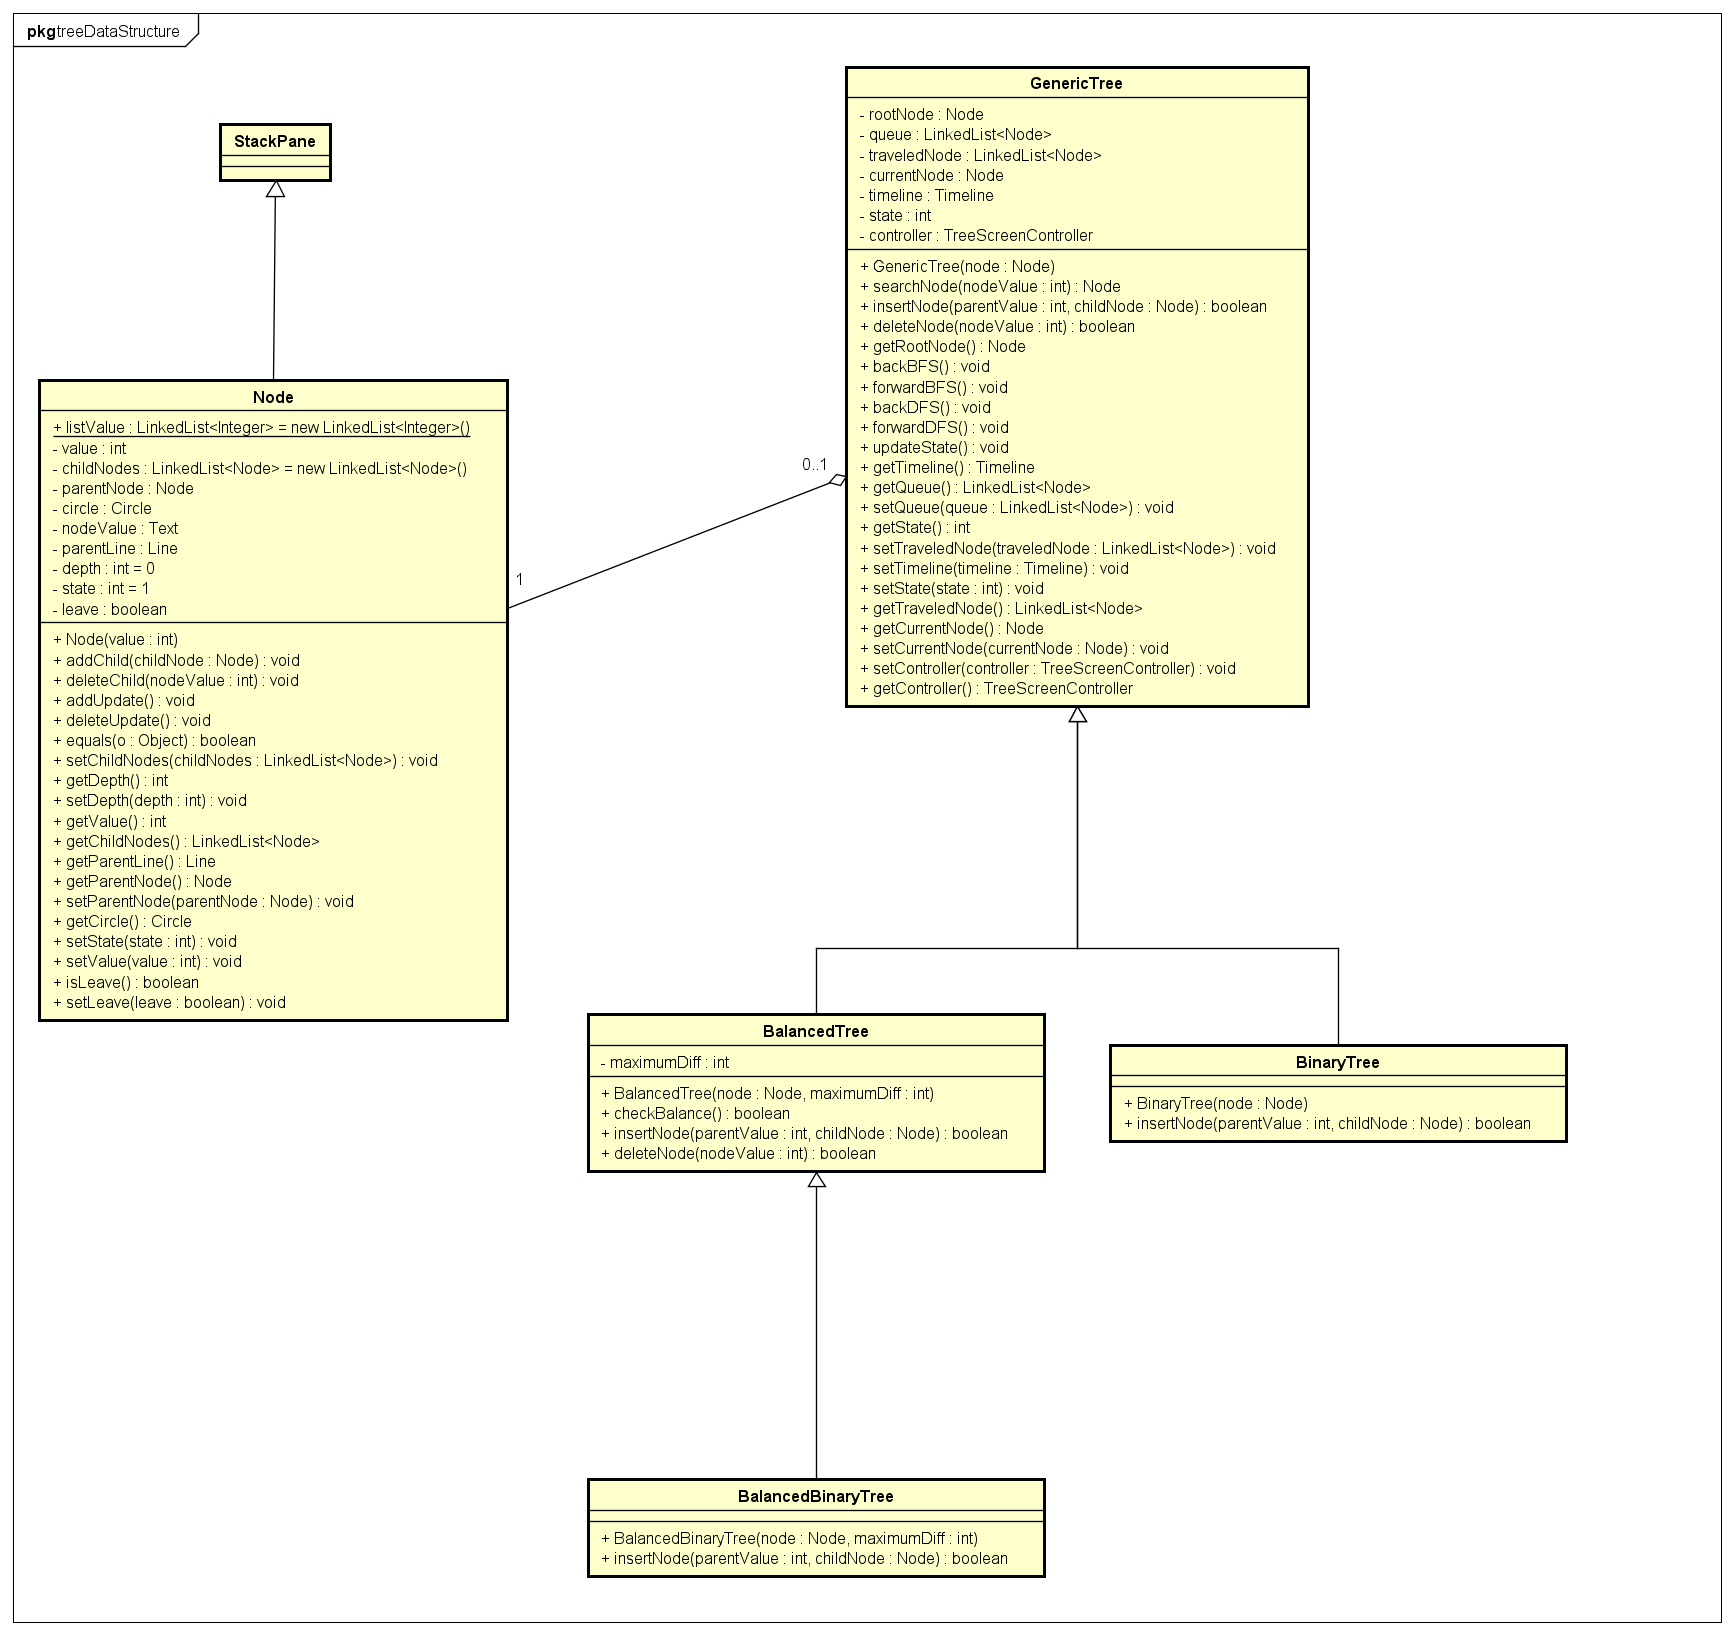 pkgtreeDataStructure
StackPane
Node
+ listValue : LinkedList<Integer> = new LinkedList<Integer>()
- value : int
- childNodes : LinkedList<Node> = new LinkedList<Node>()
- parentNode : Node
- circle : Circle
- nodeValue : Text
- parentLine : Line
- depth : int = 0
- state : int = 1
- leave : boolean
+ Node(value : int)
+ addChild(childNode : Node) : void
+ deleteChild(nodeValue : int) : void
+ addUpdate() : void
+ deleteUpdate() : void
+ equals(o : Object) : boolean
+ setChildNodes(childNodes : LinkedList<Node>) : void
+ getDepth() : int
+ setDepth(depth : int) : void
+ getValue() : int
+ getChildNodes() : LinkedList<Node>
+ getParentLine() : Line
+ getParentNode() : Node
+ setParentNode(parentNode : Node) : void
+ getCircle() : Circle
+ setState(state : int) : void
+ setValue(value : int) : void
+ isLeave() : boolean
+ setLeave(leave : boolean) : void
1
0..1
GenericTree
- rootNode : Node
- queue : LinkedList<Node>
- traveledNode : LinkedList<Node>
- currentNode : Node
- timeline : Timeline
- state : int
- controller : TreeScreenController
+ GenericTree(node : Node)
+ searchNode(nodeValue : int) : Node
+ insertNode(parentValue : int, childNode : Node) : boolean
+ deleteNode(nodeValue : int) : boolean
+ getRootNode() : Node
+ backBFS() : void
+ forwardBFS() : void
+ backDFS() : void
+ forwardDFS() : void
+ updateState() : void
+ getTimeline() : Timeline
+ getQueue() : LinkedList<Node>
+ setQueue(queue : LinkedList<Node>) : void
+ getState() : int
+ setTraveledNode(traveledNode : LinkedList<Node>) : void
+ setTimeline(timeline : Timeline) : void
+ setState(state : int) : void
+ getTraveledNode() : LinkedList<Node>
+ getCurrentNode() : Node
+ setCurrentNode(currentNode : Node) : void
+ setController(controller : TreeScreenController) : void
+ getController() : TreeScreenController
BalancedTree
- maximumDiff : int
+ BalancedTree(node : Node, maximumDiff : int)
+ checkBalance() : boolean
+ insertNode(parentValue : int, childNode : Node) : boolean
+ deleteNode(nodeValue : int) : boolean
BinaryTree
+ BinaryTree(node : Node)
+ insertNode(parentValue : int, childNode : Node) : boolean
BalancedBinaryTree
+ BalancedBinaryTree(node : Node, maximumDiff : int)
+ insertNode(parentValue : int, childNode : Node) : boolean